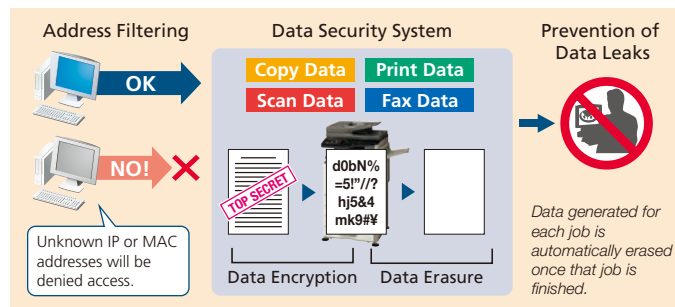 Address Filtering
OK
NO!
Unknown IP or MAC
addresses will be
denied access.
Data Security System
Copy Data
Print Data
Scan Data
Fax Data
TOP SECRET
d0bN%
=5!”//?
hj5&4
mk9#¥
Data Encryption
Data Erasure
Prevention of
Data Leaks
Data generated for
each job is
automatically erased
once that job is
finished.